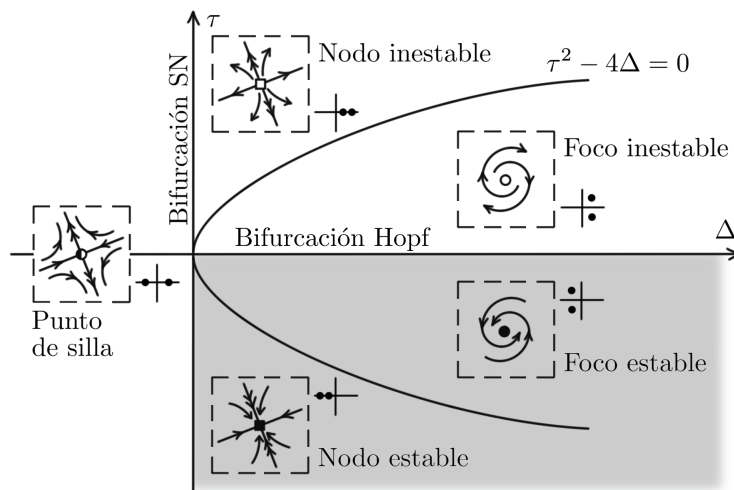 τ
Nodo inestable
τ² − 4Δ = 0
Bifurcación SN
Foco inestable
Bifurcación Hopf
Δ
Punto
de silla
Foco estable
Nodo estable